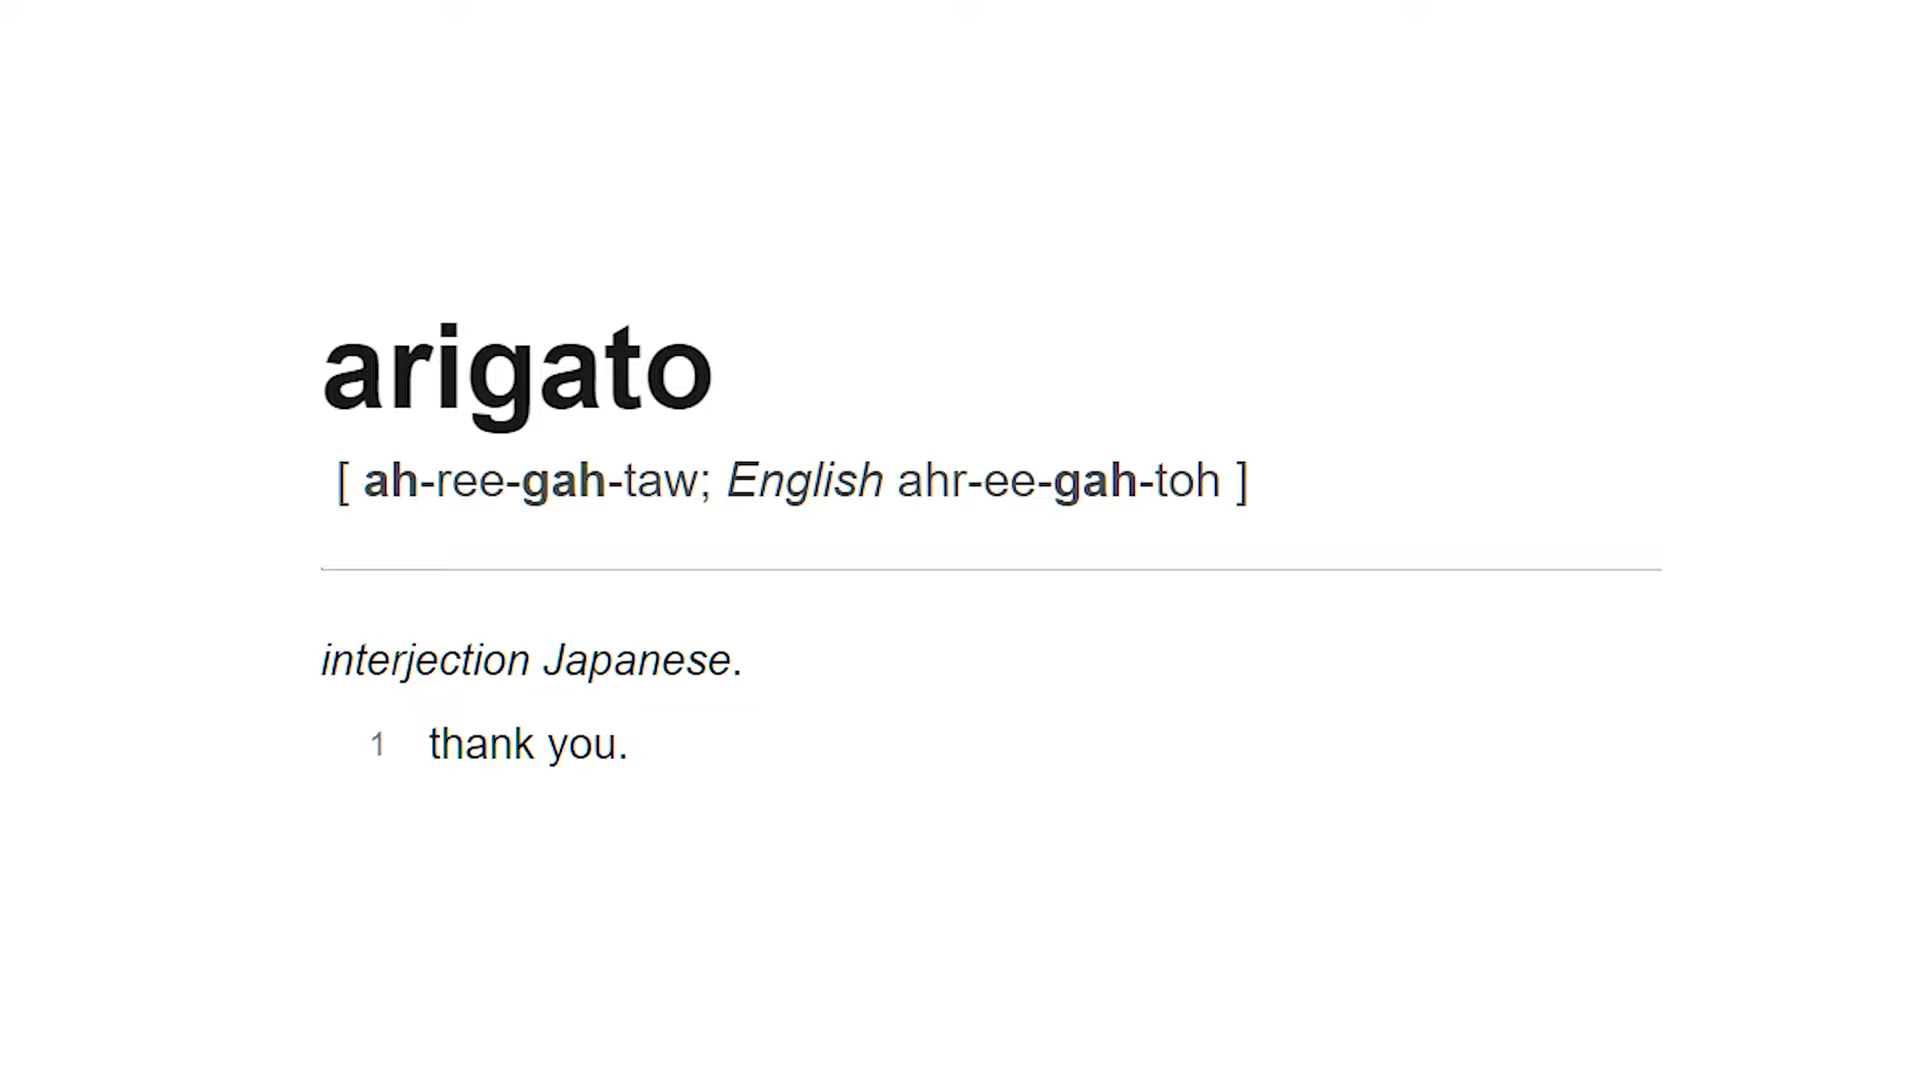 arigato
[ ah-ree-gah-taw; English ahr-ee-gah-toh ]
interjection Japanese.
1 thank you.